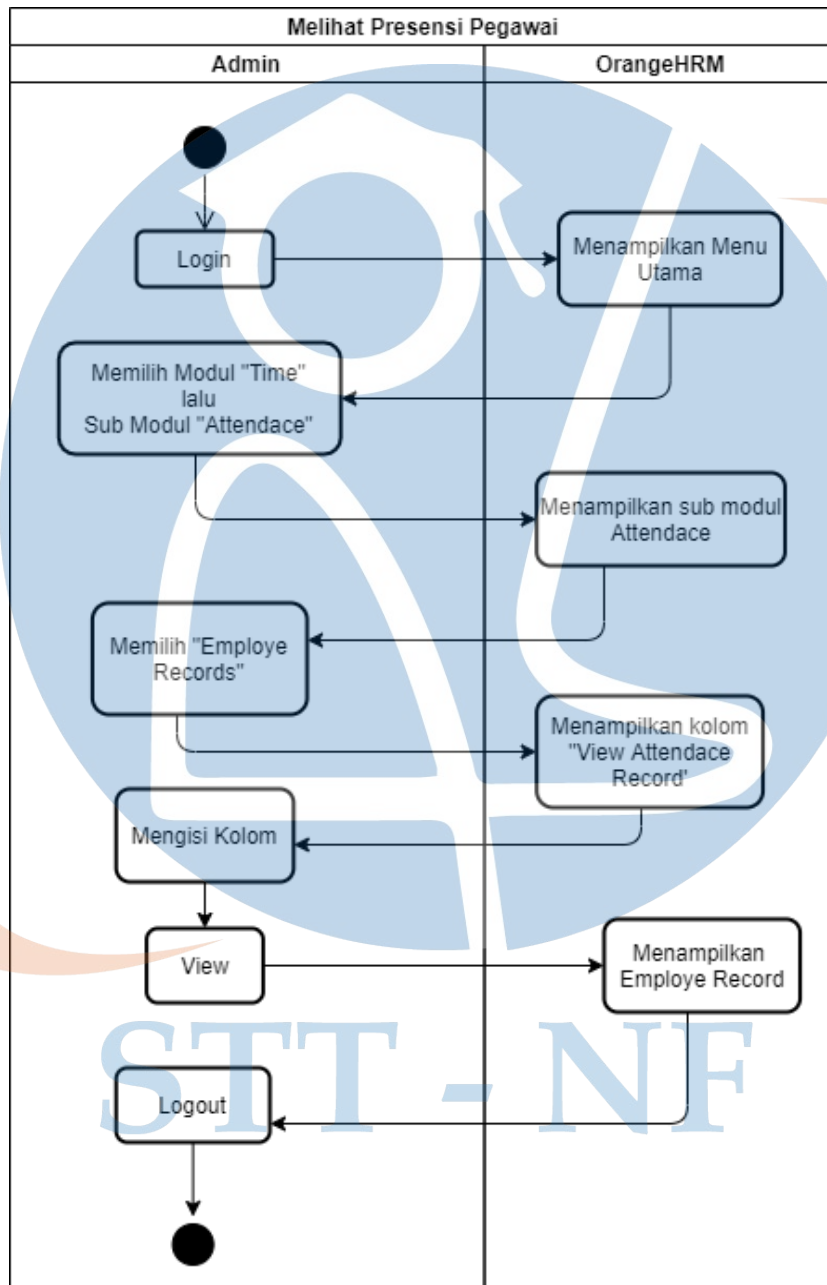 Melihat Presensi Pegawai
Admin
OrangeHRM
Login
Menampilkan Menu
Utama
Memilih Modul "Time"
lalu
Sub Modul "Attendace"
Menampilkan sub modul
Attendace
Memilih "Employe
Records"
Menampilkan kolom
"View Attendace
Record'
Mengisi Kolom
View
Menampilkan
Employe Record
STT - NF
Logout